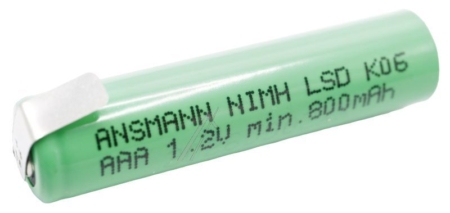 ANSMANN NIMH LSD K06
AAA 1.2V min.800mAh